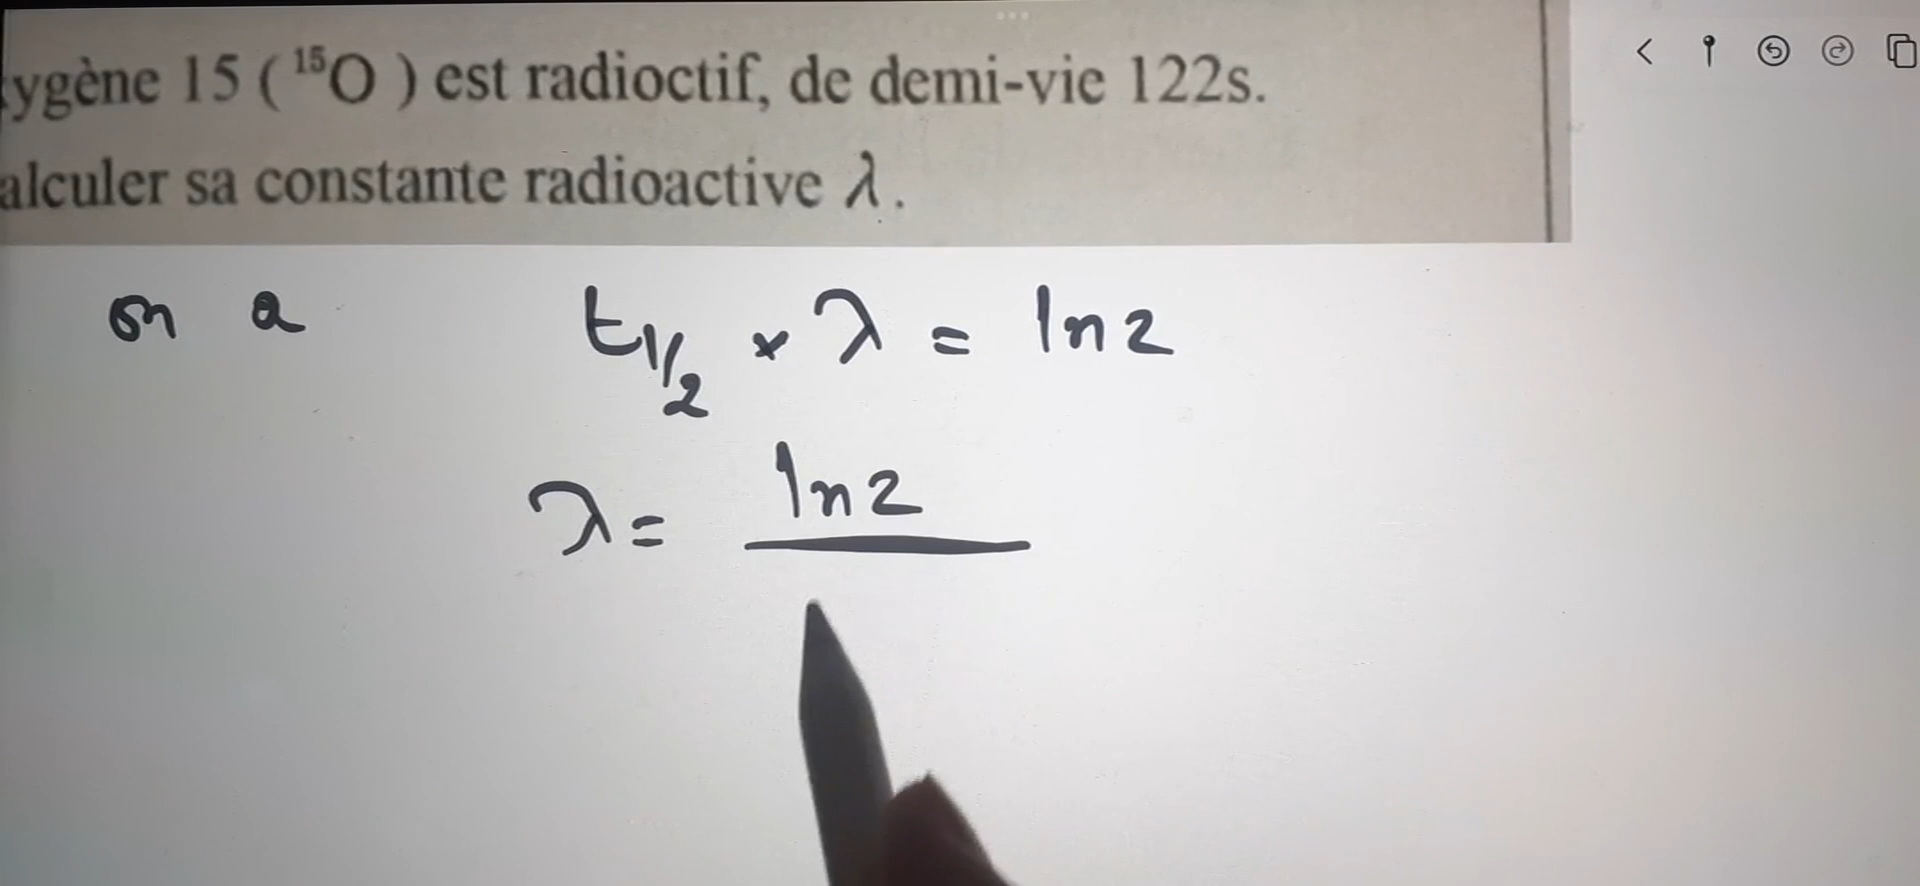 ygène 15 ( ¹⁵O ) est radioctif, de demi-vie 122s.
alculer sa constante radioactive λ.
on a t1/2 × λ = ln2
λ = ln2